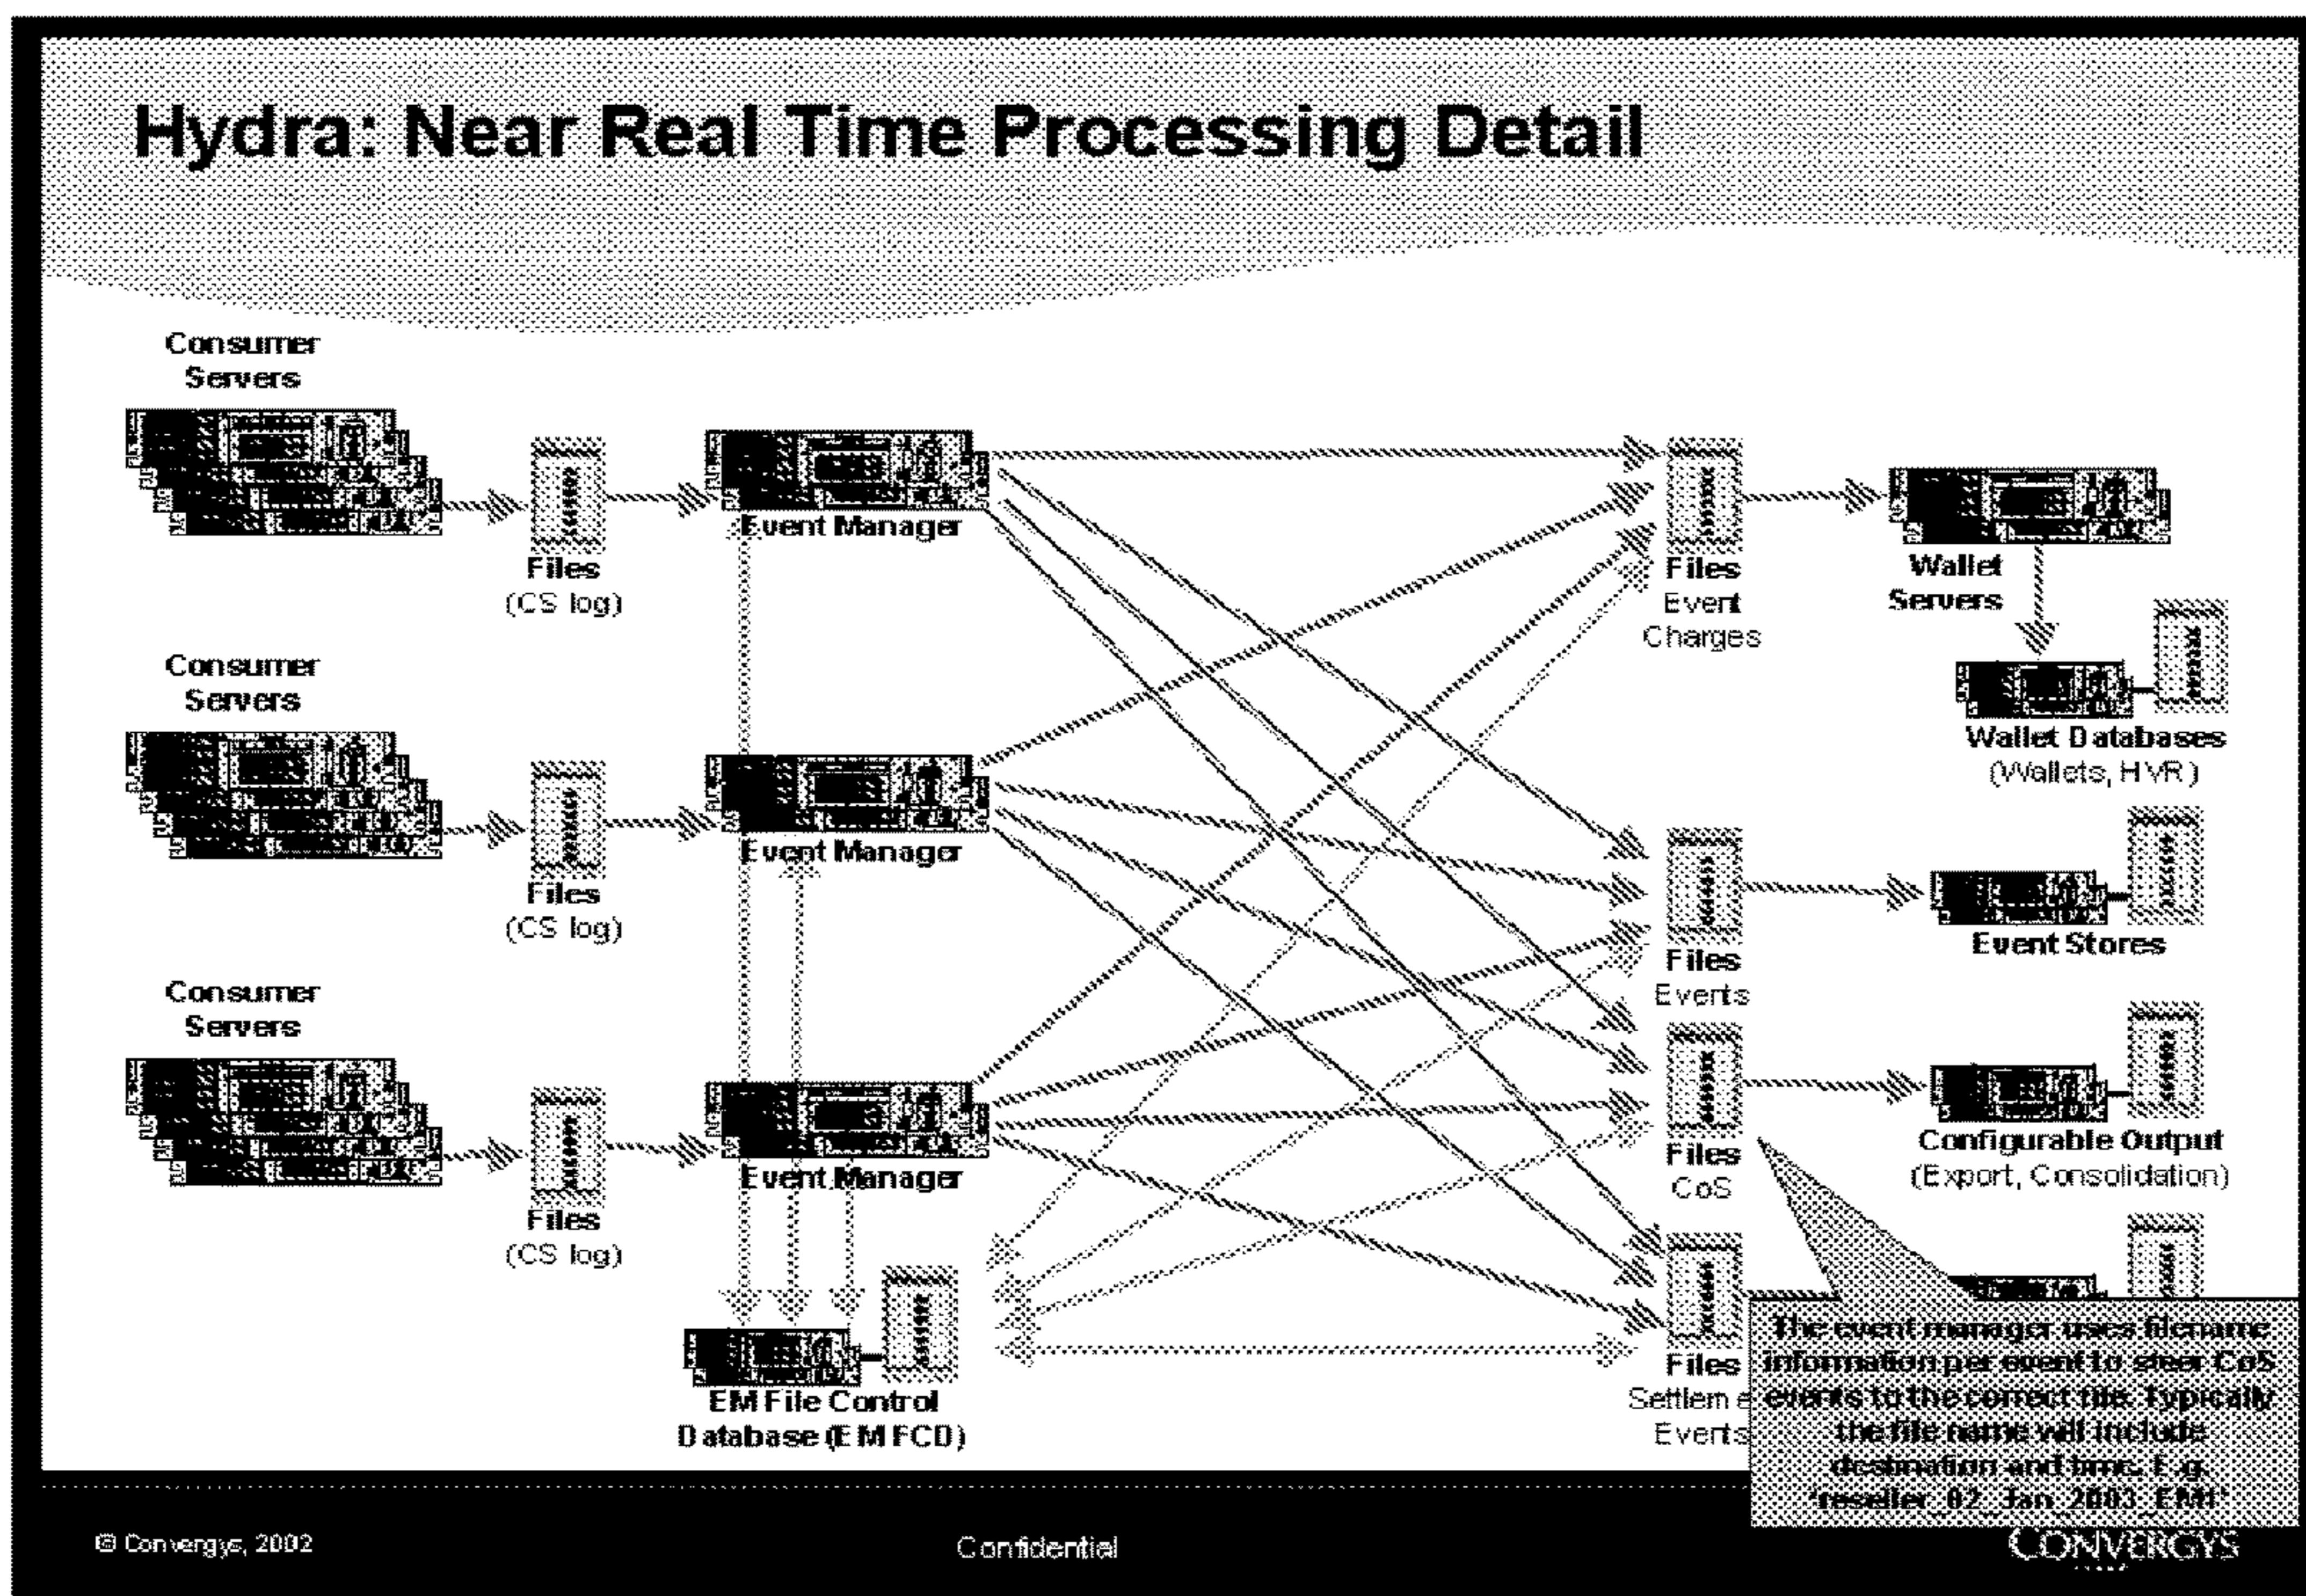 Hydra: Near Real Time Processing Detail
Consumer
Servers
Files
(CS log)
Event Manager
Files
Event
Charges
Wallet
Servers
Wallet Databases
(Wallets, HVR)
Consumer
Servers
Files
(CS log)
Event Manager
Files
Events
Event Stores
Consumer
Servers
Files
(CS log)
Event Manager
Files
CoS
Configurable Output
(Export, Consolidation)
EM File Control
Database (EMFCD)
Files
Settleme
Events
The event manager uses filename
information per event to steer CoS
events to the correct file. Typically
the file name will include
destination and time. E.g.
'reseller_02_Jan_2003_EM1'
© Convergys, 2002
Confidential
CONVERGYS